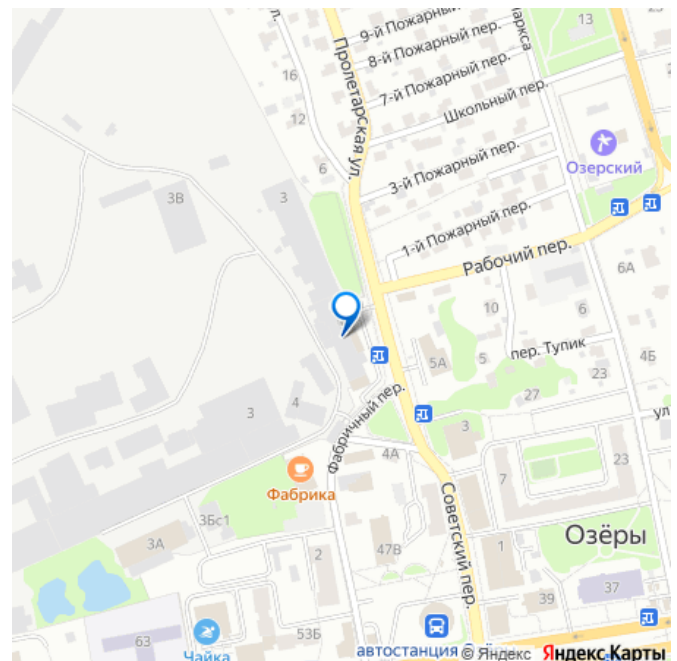 9-й Пожарный пер.
13
8-й Пожарный пер.
16
Пролетарская ул.
7-й Пожарный пер.
12
Школьный пер.
6
3-й Пожарный пер.
Озерский
3В
3
1-й Пожарный пер.
Рабочий пер.
6А
10
6
5А
5
пер. Тупик
4Б
23
27
3
4
Фабричный пер.
3
ул
4А
7
23
Фабрика
Советский пер.
3Бс1
Озёры
3А
2
47В
1
37
39
63
53Б
Чайка
автостанция
© Яндекс Яндекс Карты